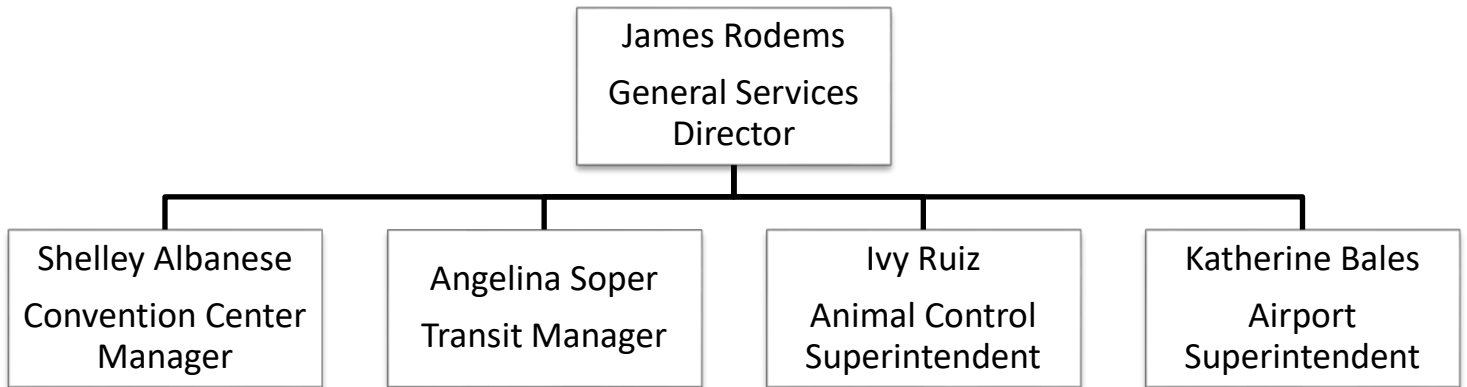 James Rodems
General Services
Director
Shelley Albanese
Convention Center
Manager
Angelina Soper
Transit Manager
Ivy Ruiz
Animal Control
Superintendent
Katherine Bales
Airport
Superintendent